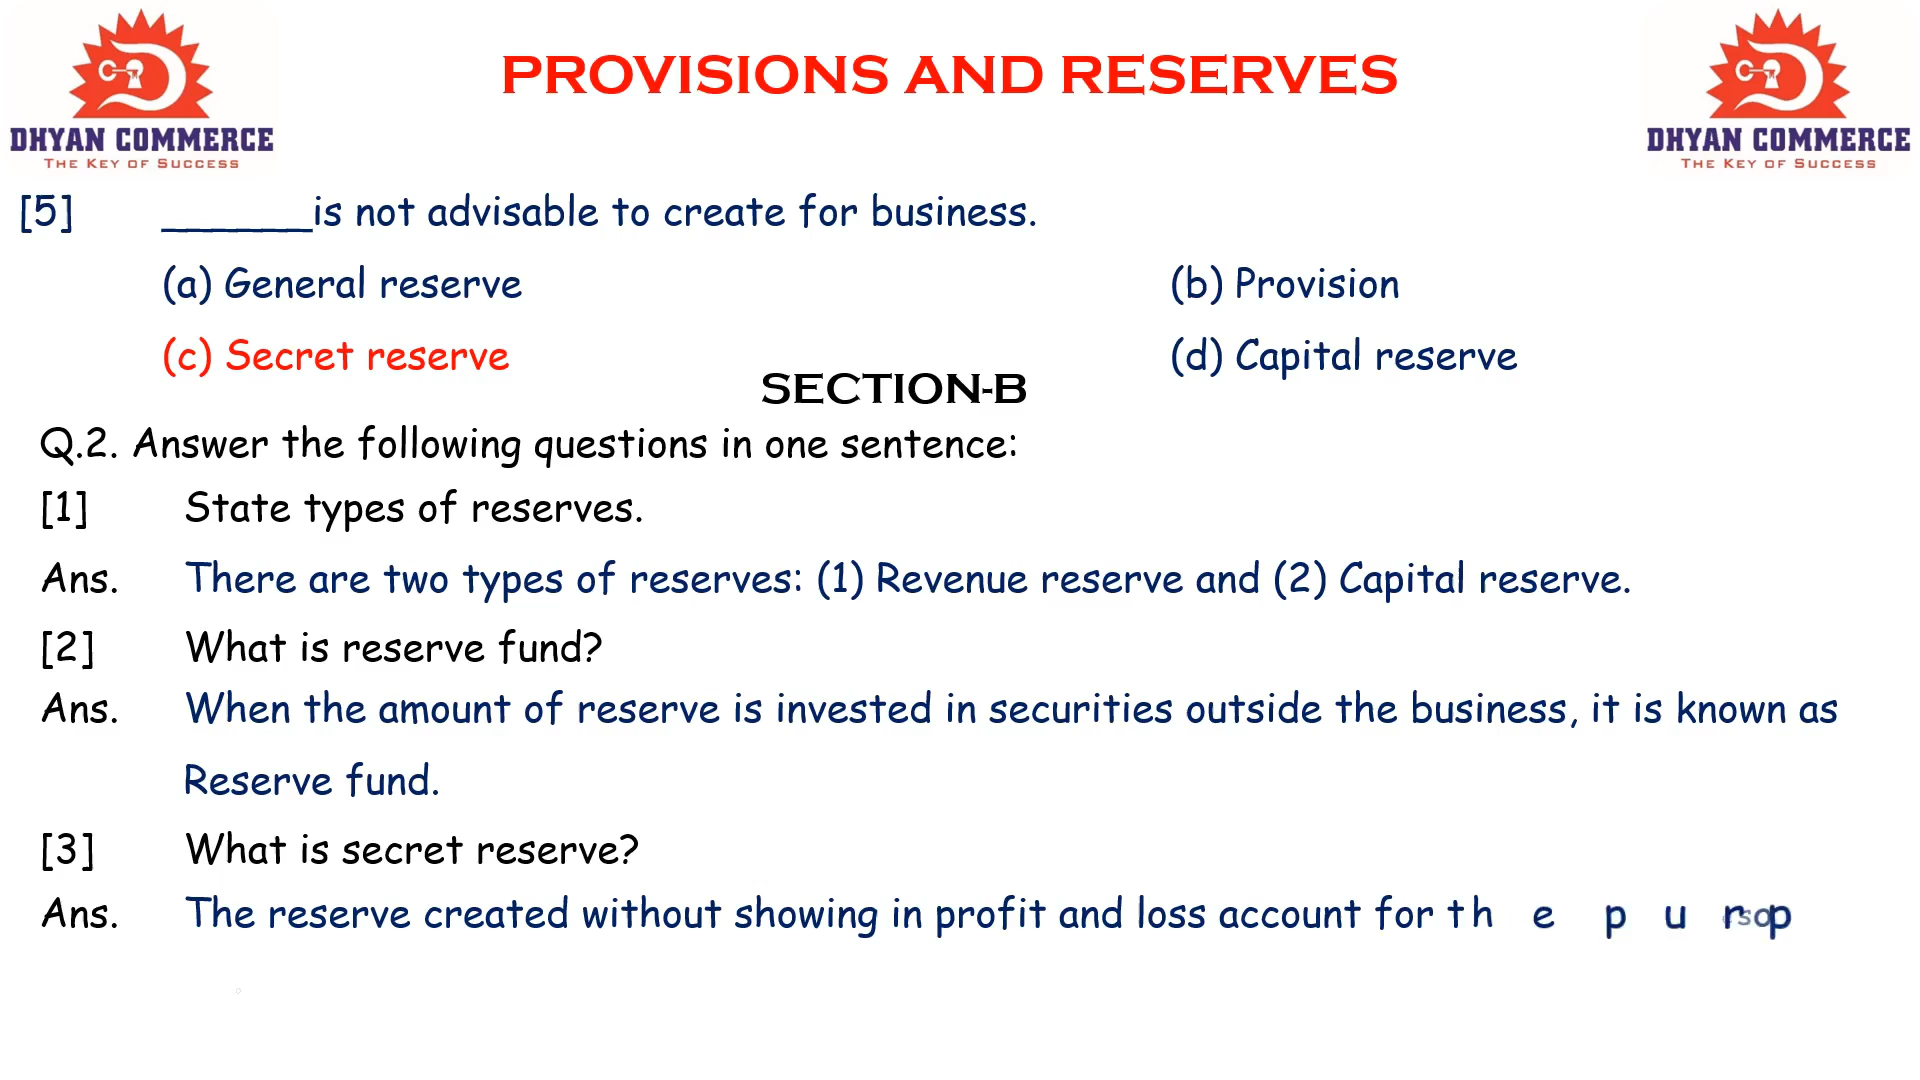 PROVISIONS AND RESERVES
DHYAN COMMERCE
THE KEY OF SUCCESS
DHYAN COMMERCE
THE KEY OF SUCCESS
[5] ______is not advisable to create for business.
(a) General reserve (b) Provision
(c) Secret reserve (d) Capital reserve
SECTION-B
Q.2. Answer the following questions in one sentence:
[1] State types of reserves.
Ans. There are two types of reserves: (1) Revenue reserve and (2) Capital reserve.
[2] What is reserve fund?
Ans. When the amount of reserve is invested in securities outside the business, it is known as
Reserve fund.
[3] What is secret reserve?
Ans. The reserve created without showing in profit and loss account for the